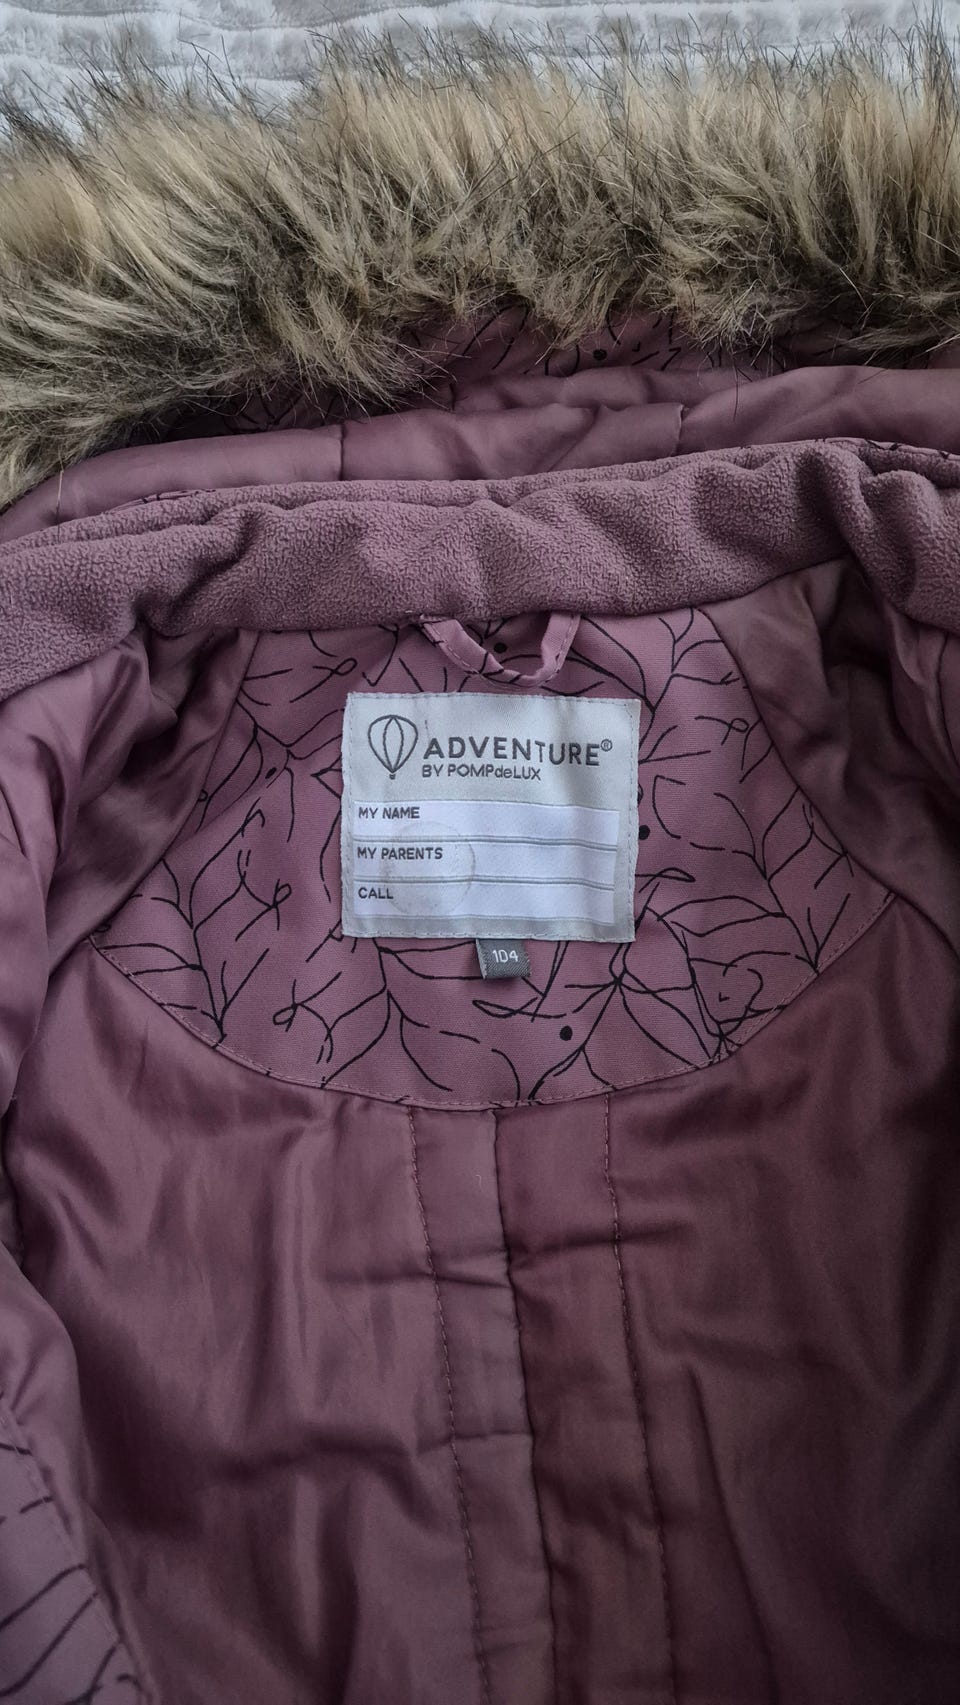 ADVENTURE®
BY POMPdeLUX
MY NAME
MY PARENTS
CALL
104